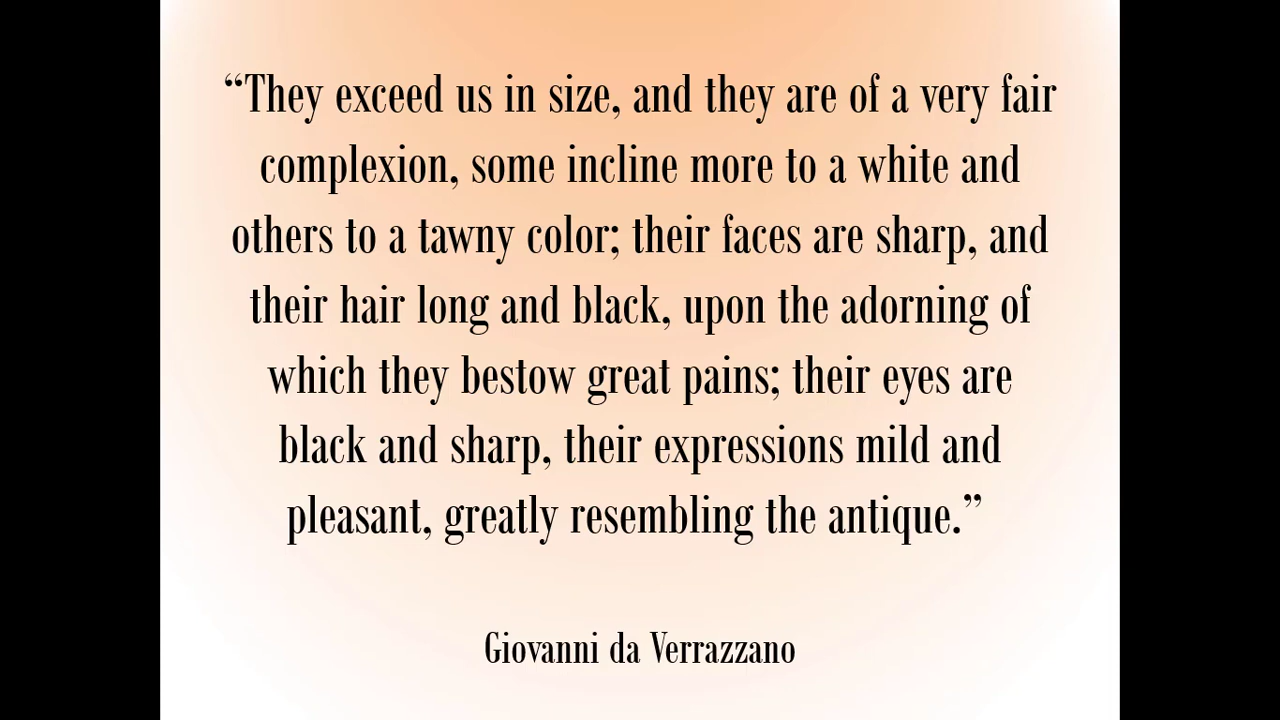 “They exceed us in size, and they are of a very fair
complexion, some incline more to a white and
others to a tawny color; their faces are sharp, and
their hair long and black, upon the adorning of
which they bestow great pains; their eyes are
black and sharp, their expressions mild and
pleasant, greatly resembling the antique.”
Giovanni da Verrazzano